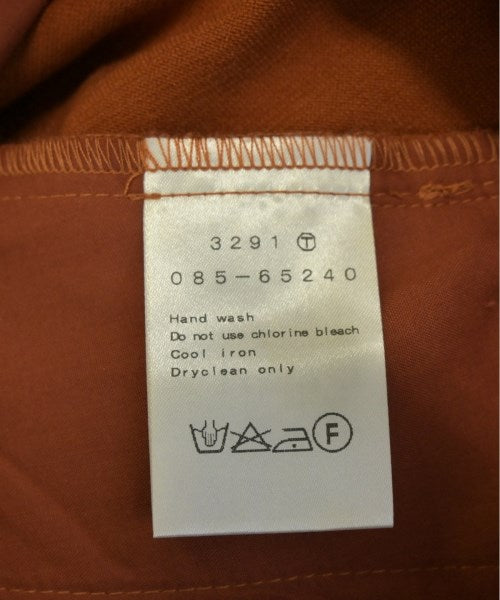 3291 Ⓣ
085-65240
Hand wash
Do not use chlorine bleach
Cool iron
Dryclean only
F